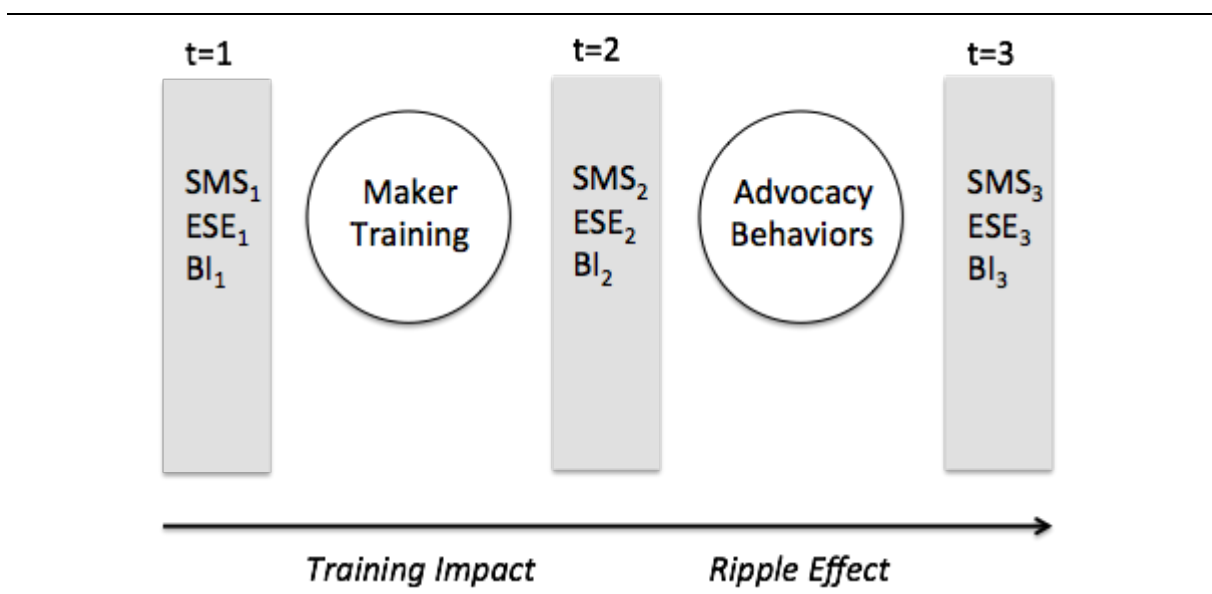 t=1
t=2
t=3
SMS₁
ESE₁
BI₁
Maker
Training
SMS₂
ESE₂
BI₂
Advocacy
Behaviors
SMS₃
ESE₃
BI₃
Training Impact
Ripple Effect